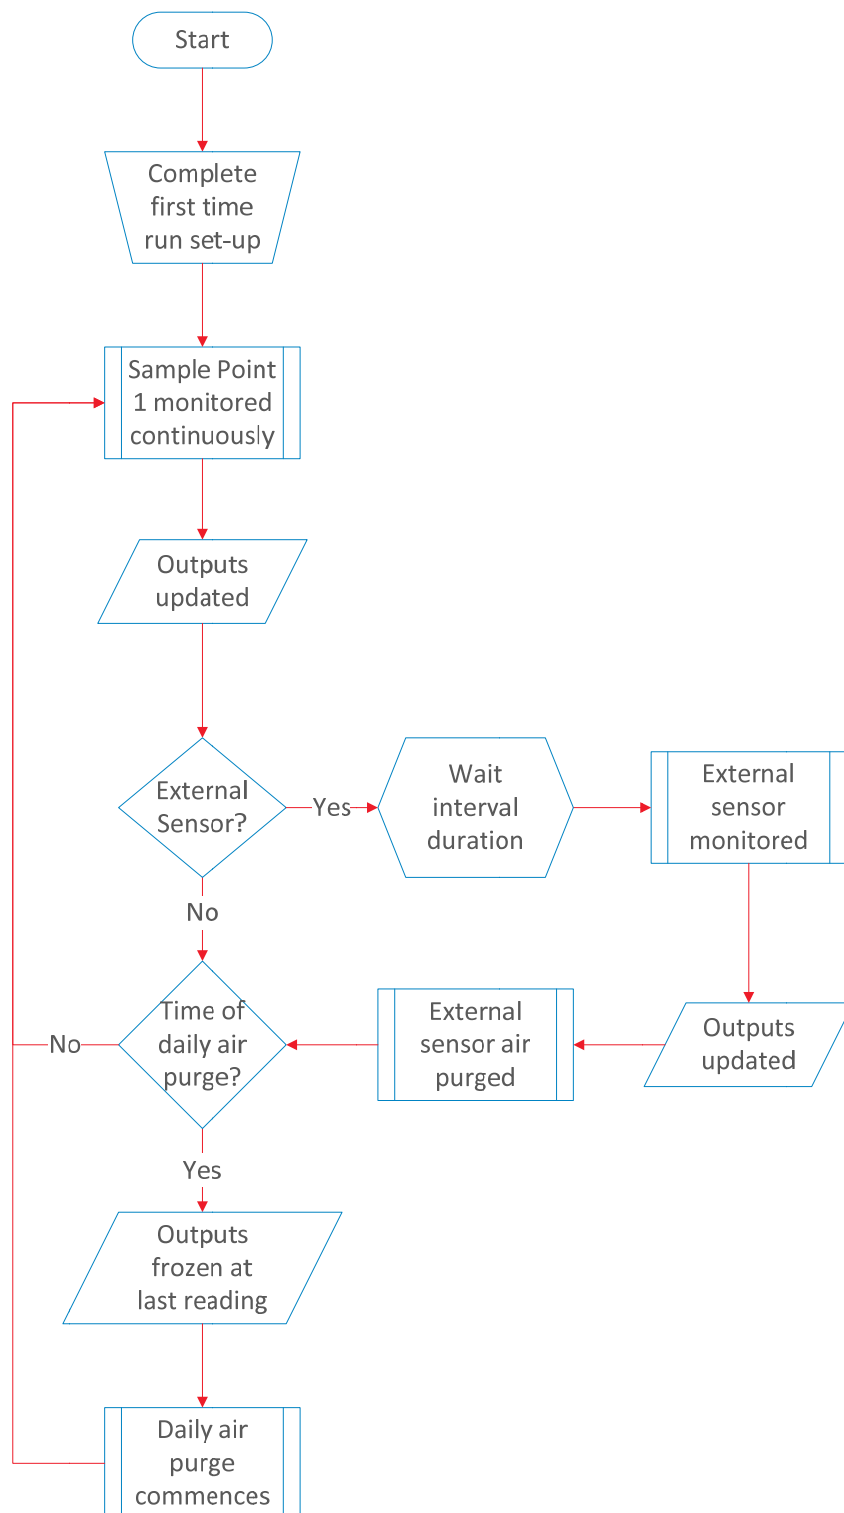 Start
Complete
first time
run set-up
Sample Point
1 monitored
continuously
Outputs
updated
External
Sensor?
Yes
Wait
interval
duration
External
sensor
monitored
No
Time of
daily air
purge?
No
External
sensor air
purged
Outputs
updated
Yes
Outputs
frozen at
last reading
Daily air
purge
commences